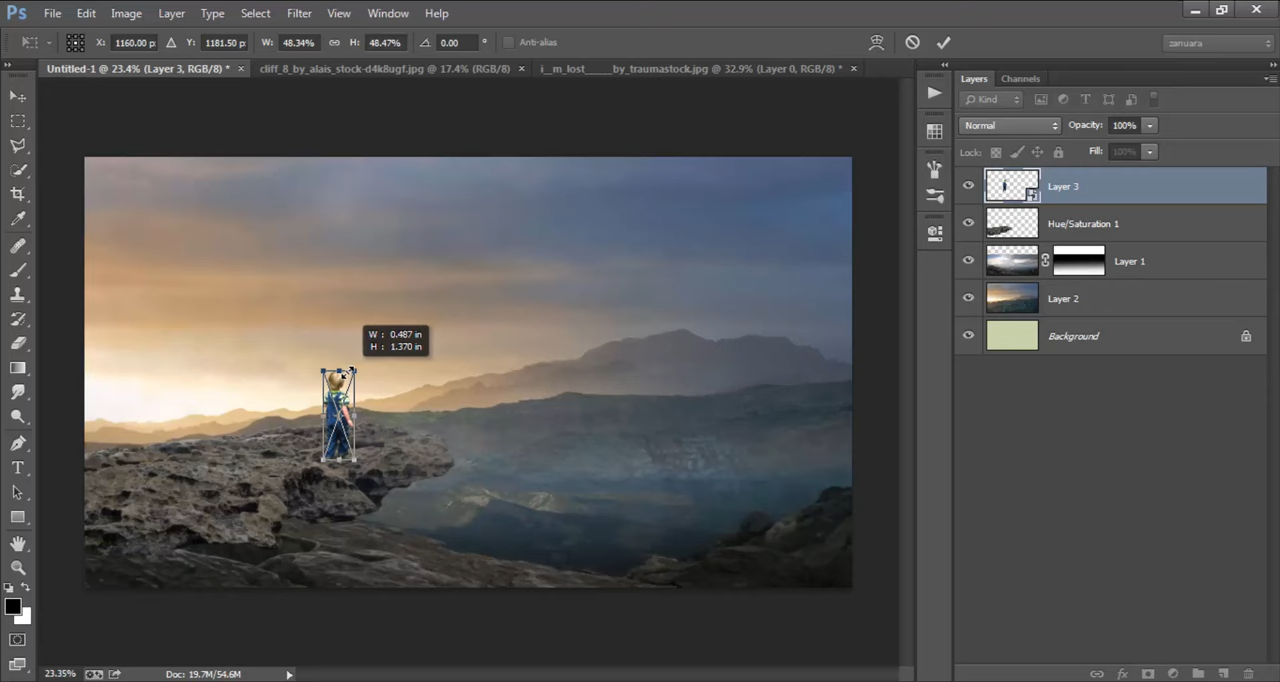 Ps File Edit Image Layer Type Select Filter View Window Help
X: 1160.00 p Y: 1181.50 p W: 48.34% H: 48.47% 0.00 ° Anti-alias zanuara
Untitled-1 @ 23.4% (Layer 3, RGB/8) * × cliff_8_by_alais_stock-d4k8ugf.jpg @ 17.4% (RGB/8) × i__m_lost_____by_traumastock.jpg @ 32.9% (Layer 0, RGB/8) * ×
Layers Channels
Kind
Normal Opacity: 100%
Lock: Fill: 100%
Layer 3
Hue/Saturation 1
Layer 1
Layer 2
Background
W : 0.487 in
H : 1.370 in
T
23.35% Doc: 19.7M/54.6M fx